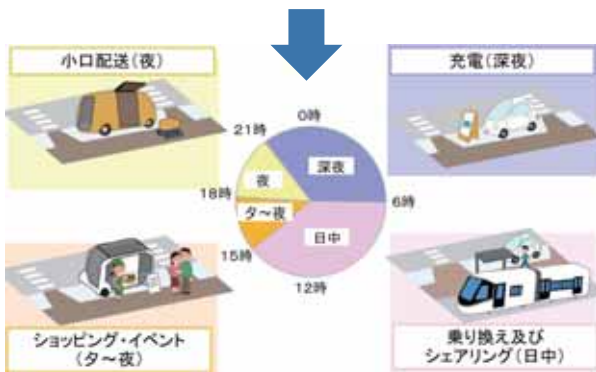 小口配送(夜)
充電(深夜)
0時
21時
深夜
夜
18時
6時
夕〜夜
日中
15時
12時
ショッピング・イベント
(夕〜夜)
乗り換え及び
シェアリング(日中)